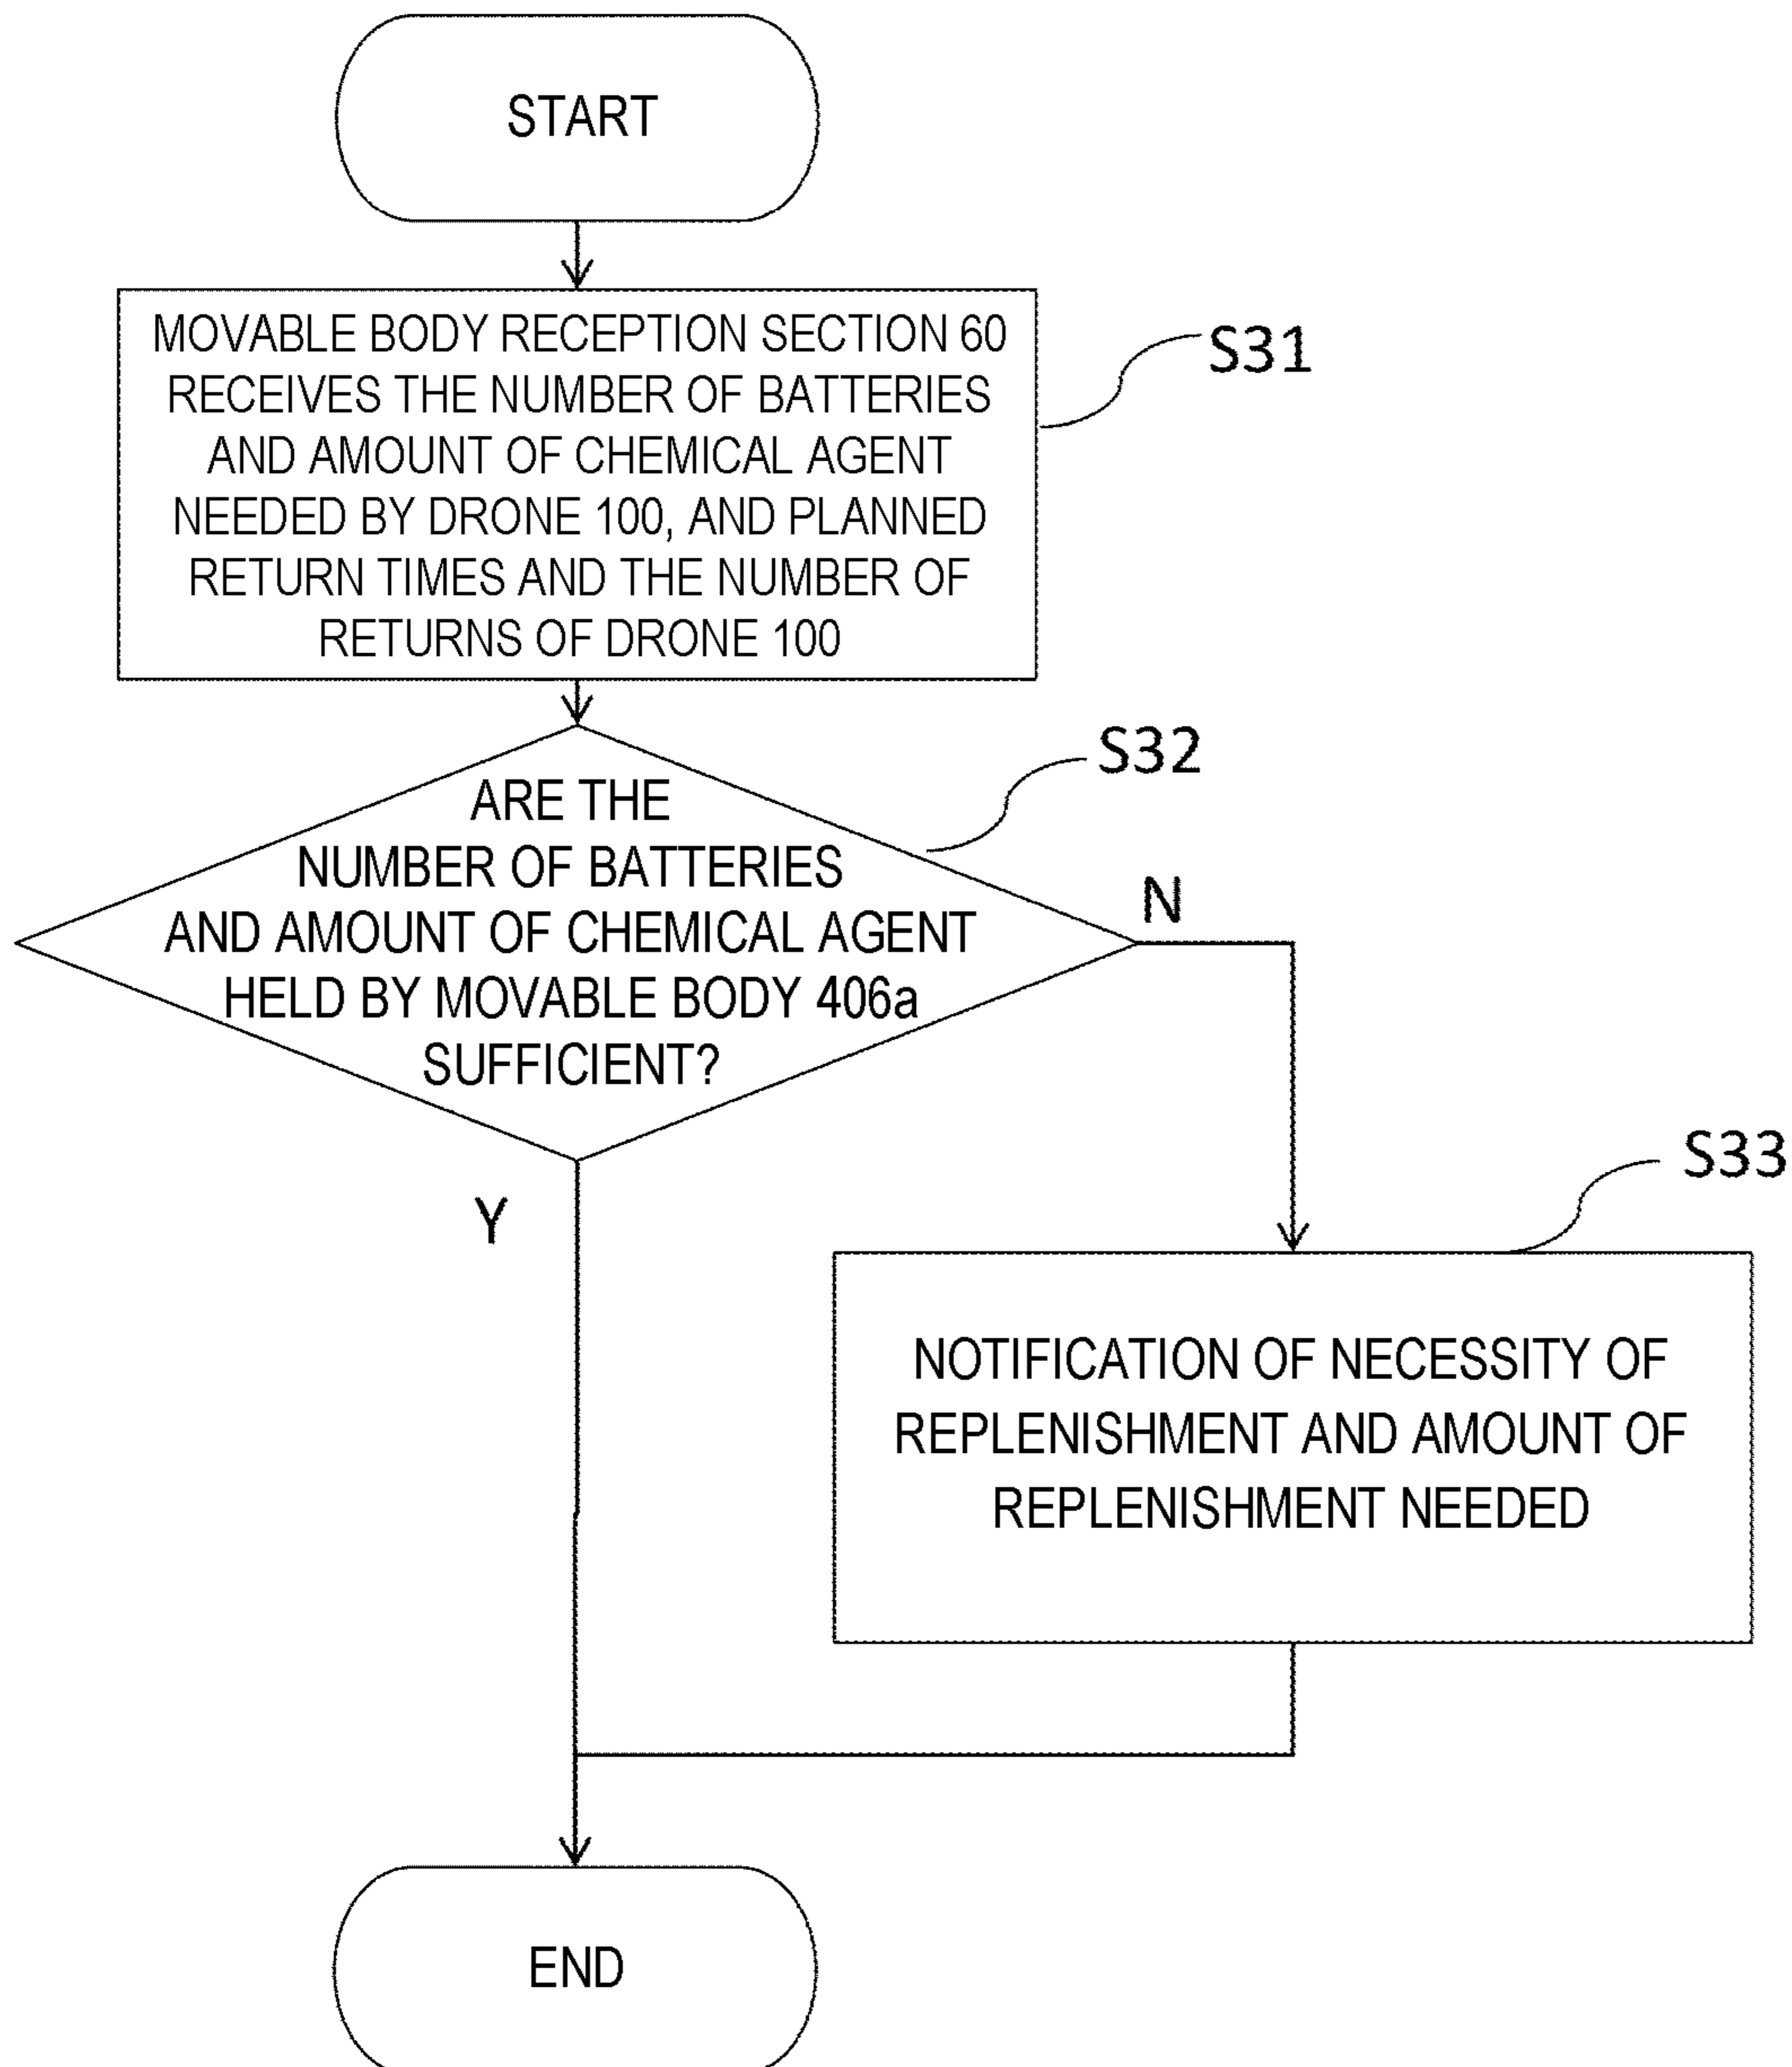 START
MOVABLE BODY RECEPTION SECTION 60
RECEIVES THE NUMBER OF BATTERIES
AND AMOUNT OF CHEMICAL AGENT
NEEDED BY DRONE 100, AND PLANNED
RETURN TIMES AND THE NUMBER OF
RETURNS OF DRONE 100
S31
S32
ARE THE
NUMBER OF BATTERIES
AND AMOUNT OF CHEMICAL AGENT
HELD BY MOVABLE BODY 406a
SUFFICIENT?
N
Y
S33
NOTIFICATION OF NECESSITY OF
REPLENISHMENT AND AMOUNT OF
REPLENISHMENT NEEDED
END